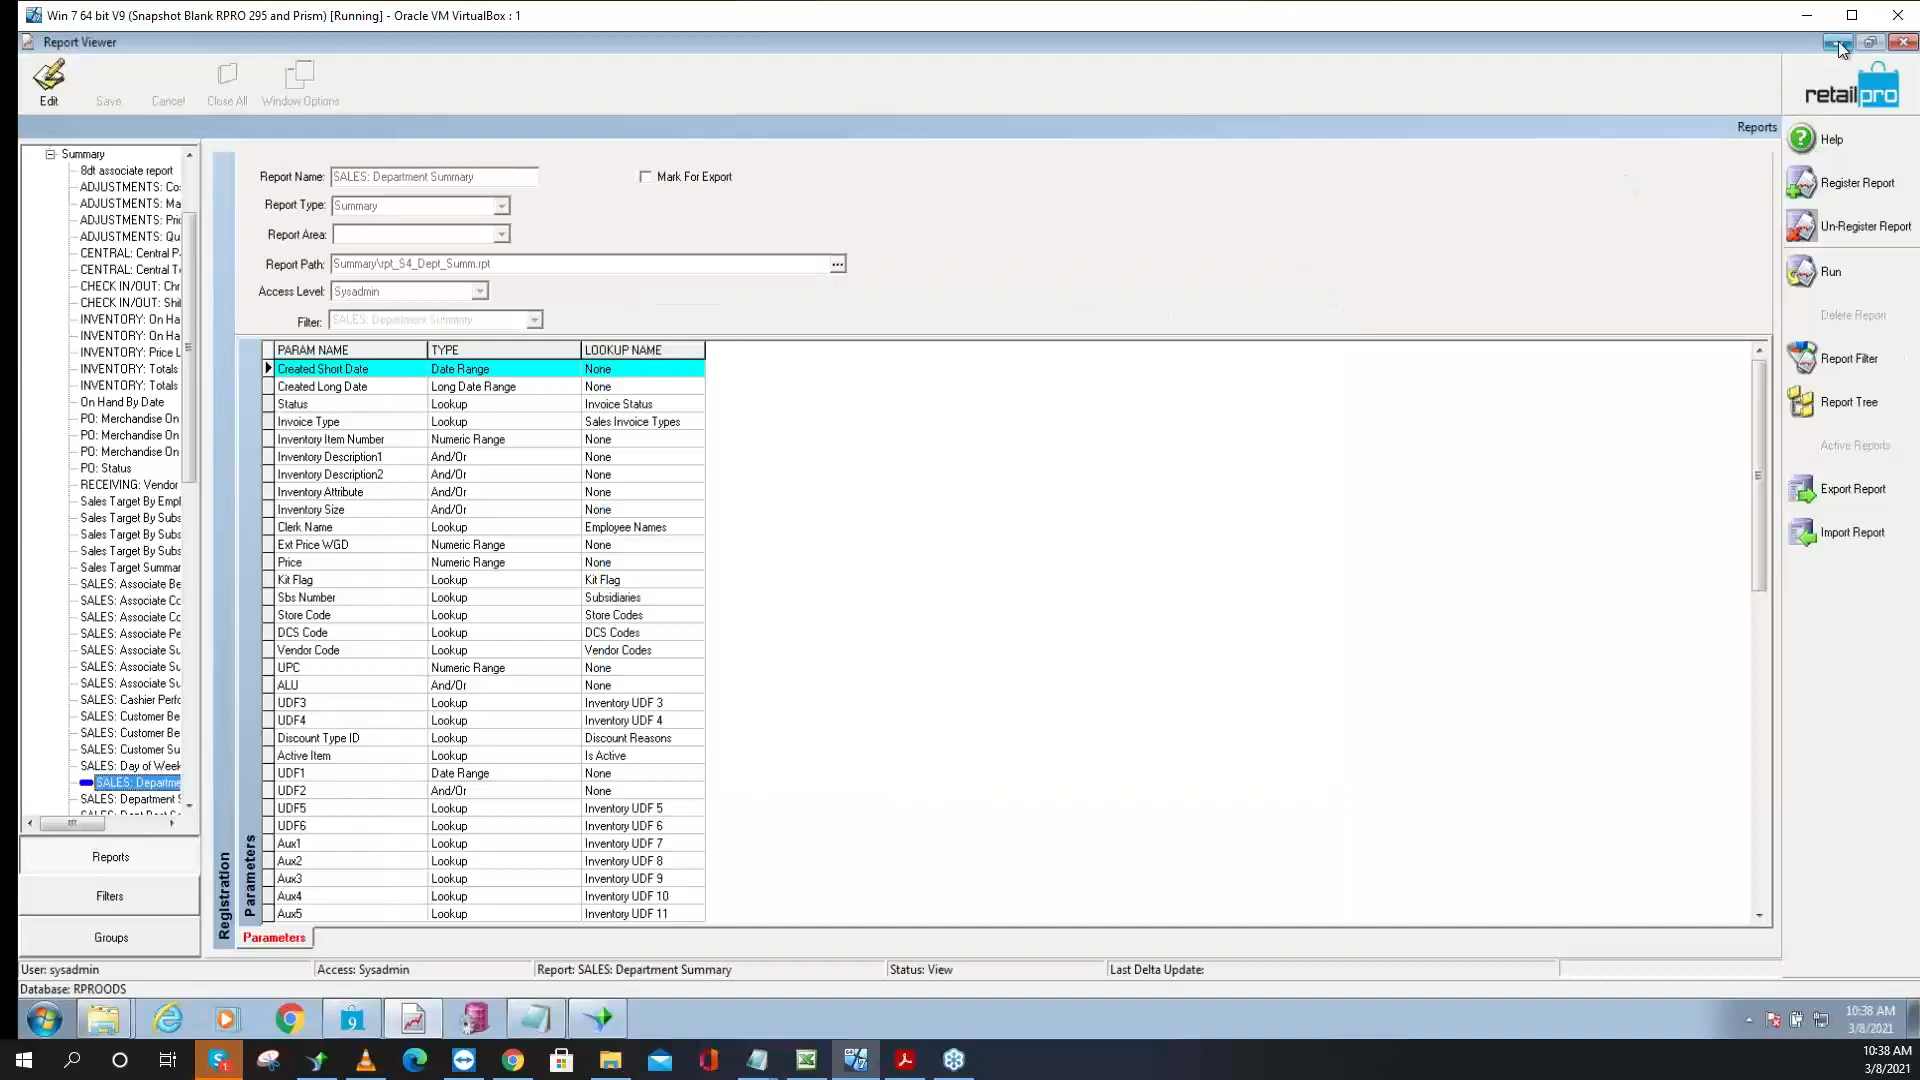 Win 7 64 bit V9 (Snapshot Blank RPRO 295 and Prism) [Running] - Oracle VM VirtualBox : 1
Report Viewer
Edit
Save
Cancel
Close All
Window Options
retailpro
Reports
Summary
8dt associate report
ADJUSTMENTS: Co
ADJUSTMENTS: Ma
ADJUSTMENTS: Pri
ADJUSTMENTS: Qu
CENTRAL: Central P
CENTRAL: Central T
CHECK IN/OUT: Chr
CHECK IN/OUT: Shi
INVENTORY: On Ha
INVENTORY: On Ha
INVENTORY: Price L
INVENTORY: Totals
INVENTORY: Totals
On Hand By Date
PO: Merchandise On
PO: Merchandise On
PO: Merchandise On
PO: Status
RECEIVING: Vendor
Sales Target By Empl
Sales Target By Subs
Sales Target By Subs
Sales Target By Subs
Sales Target Summar
SALES: Associate Be
SALES: Associate Co
SALES: Associate Co
SALES: Associate Pe
SALES: Associate Su
SALES: Associate Su
SALES: Associate Su
SALES: Cashier Perfo
SALES: Customer Be
SALES: Customer Be
SALES: Customer Su
SALES: Day of Week
SALES: Departme
SALES: Department S
Reports
Filters
Groups
Registration
Parameters
Report Name: SALES: Department Summary
Mark For Export
Report Type: Summary
Report Area:
Report Path: Summary\rpt_S4_Dept_Summ.rpt
...
Access Level: Sysadmin
Filter: SALES: Department Summary
PARAM NAME TYPE LOOKUP NAME
Created Short Date Date Range None
Created Long Date Long Date Range None
Status Lookup Invoice Status
Invoice Type Lookup Sales Invoice Types
Inventory Item Number Numeric Range None
Inventory Description1 And/Or None
Inventory Description2 And/Or None
Inventory Attribute And/Or None
Inventory Size And/Or None
Clerk Name Lookup Employee Names
Ext Price WGD Numeric Range None
Price Numeric Range None
Kit Flag Lookup Kit Flag
Sbs Number Lookup Subsidiaries
Store Code Lookup Store Codes
DCS Code Lookup DCS Codes
Vendor Code Lookup Vendor Codes
UPC Numeric Range None
ALU And/Or None
UDF3 Lookup Inventory UDF 3
UDF4 Lookup Inventory UDF 4
Discount Type ID Lookup Discount Reasons
Active Item Lookup Is Active
UDF1 Date Range None
UDF2 And/Or None
UDF5 Lookup Inventory UDF 5
UDF6 Lookup Inventory UDF 6
Aux1 Lookup Inventory UDF 7
Aux2 Lookup Inventory UDF 8
Aux3 Lookup Inventory UDF 9
Aux4 Lookup Inventory UDF 10
Aux5 Lookup Inventory UDF 11
Parameters
Help
Register Report
Un-Register Report
Run
Delete Report
Report Filter
Report Tree
Active Reports
Export Report
Import Report
User: sysadmin
Access: Sysadmin
Report: SALES: Department Summary
Status: View
Last Delta Update:
Database: RPROODS
9
10:38 AM
3/8/2021
10:38 AM
3/8/2021